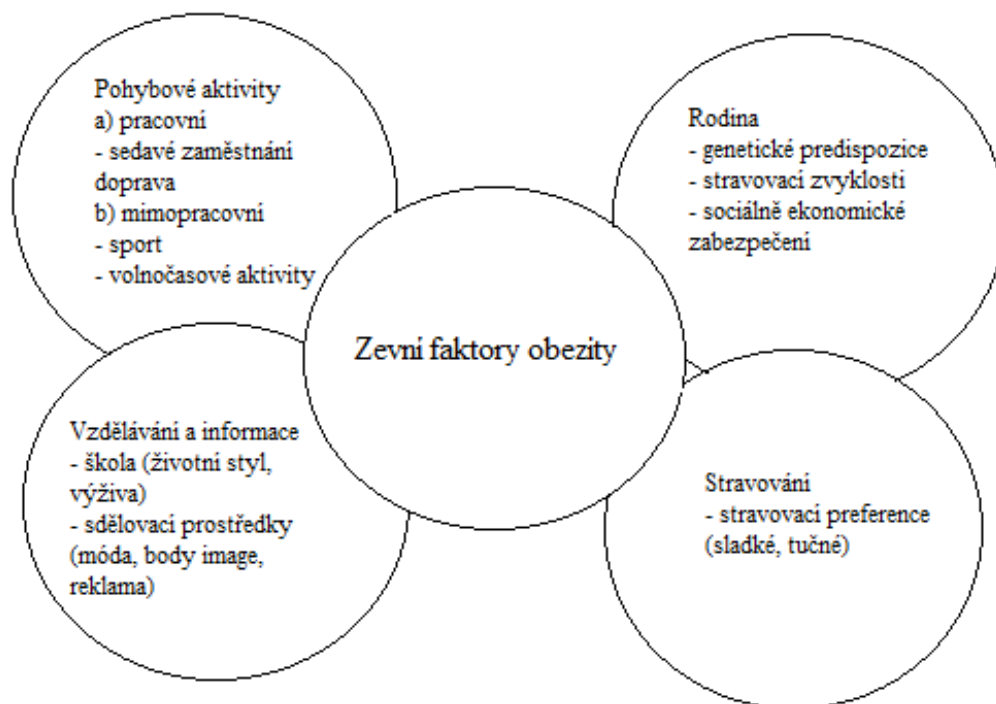 Pohybové aktivity
a) pracovní
- sedavé zaměstnání
doprava
b) mimopracovní
- sport
- volnočasové aktivity
Rodina
- genetické predispozice
- stravovací zvyklosti
- sociálně ekonomické
zabezpečení
Zevní faktory obezity
Vzdělávání a informace
- škola (životní styl,
výživa)
- sdělovací prostředky
(móda, body image,
reklama)
Stravování
- stravovací preference
(sladké, tučné)